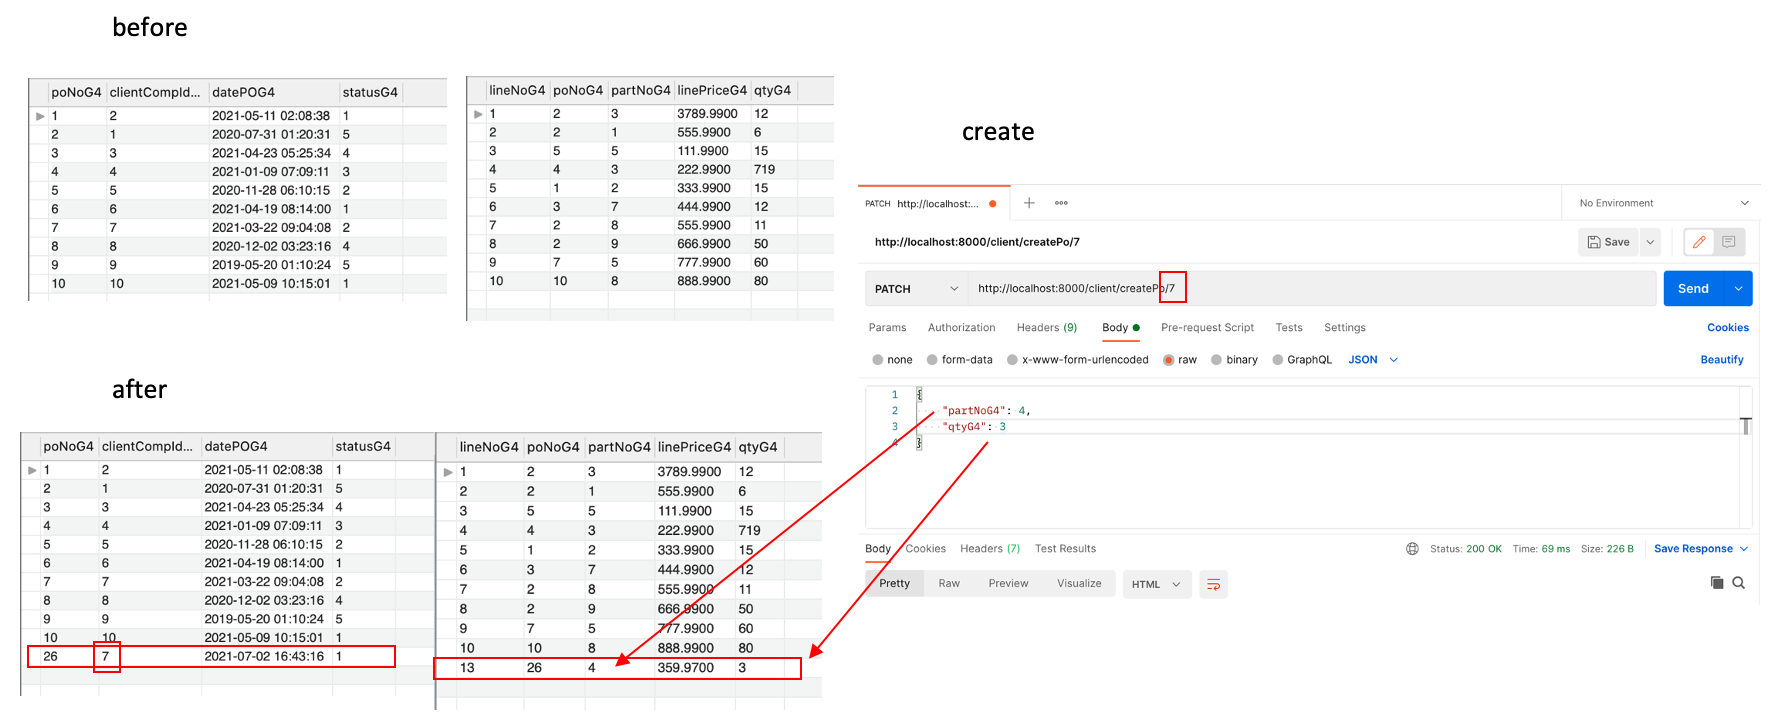 before
poNoG4 clientCompId... datePOG4 statusG4
1 2 2021-05-11 02:08:38 1
2 1 2020-07-31 01:20:31 5
3 3 2021-04-23 05:25:34 4
4 4 2021-01-09 07:09:11 3
5 5 2020-11-28 06:10:15 2
6 6 2021-04-19 08:14:00 1
7 7 2021-03-22 09:04:08 2
8 8 2020-12-02 03:23:16 4
9 9 2019-05-20 01:10:24 5
10 10 2021-05-09 10:15:01 1
lineNoG4 poNoG4 partNoG4 linePriceG4 qtyG4
1 2 3 3789.9900 12
2 2 1 555.9900 6
3 5 5 111.9900 15
4 4 3 222.9900 719
5 1 2 333.9900 15
6 3 7 444.9900 12
7 2 8 555.9900 11
8 2 9 666.9900 50
9 7 5 777.9900 60
10 10 8 888.9900 80
after
poNoG4 clientCompId... datePOG4 statusG4
1 2 2021-05-11 02:08:38 1
2 1 2020-07-31 01:20:31 5
3 3 2021-04-23 05:25:34 4
4 4 2021-01-09 07:09:11 3
5 5 2020-11-28 06:10:15 2
6 6 2021-04-19 08:14:00 1
7 7 2021-03-22 09:04:08 2
8 8 2020-12-02 03:23:16 4
9 9 2019-05-20 01:10:24 5
10 10 2021-05-09 10:15:01 1
26 7 2021-07-02 16:43:16 1
lineNoG4 poNoG4 partNoG4 linePriceG4 qtyG4
1 2 3 3789.9900 12
2 2 1 555.9900 6
3 5 5 111.9900 15
4 4 3 222.9900 719
5 1 2 333.9900 15
6 3 7 444.9900 12
7 2 8 555.9900 11
8 2 9 666.9900 50
9 7 5 777.9900 60
10 10 8 888.9900 80
13 26 4 359.9700 3
create
PATCH http://localhost:... No Environment
http://localhost:8000/client/createPo/7 Save
PATCH http://localhost:8000/client/createPo/7 Send
Params Authorization Headers (9) Body Pre-request Script Tests Settings Cookies
none form-data x-www-form-urlencoded raw binary GraphQL JSON Beautify
1 {
2 "partNoG4": 4,
3 "qtyG4": 3
4 }
Body Cookies Headers (7) Test Results Status: 200 OK Time: 69 ms Size: 226 B Save Response
Pretty Raw Preview Visualize HTML